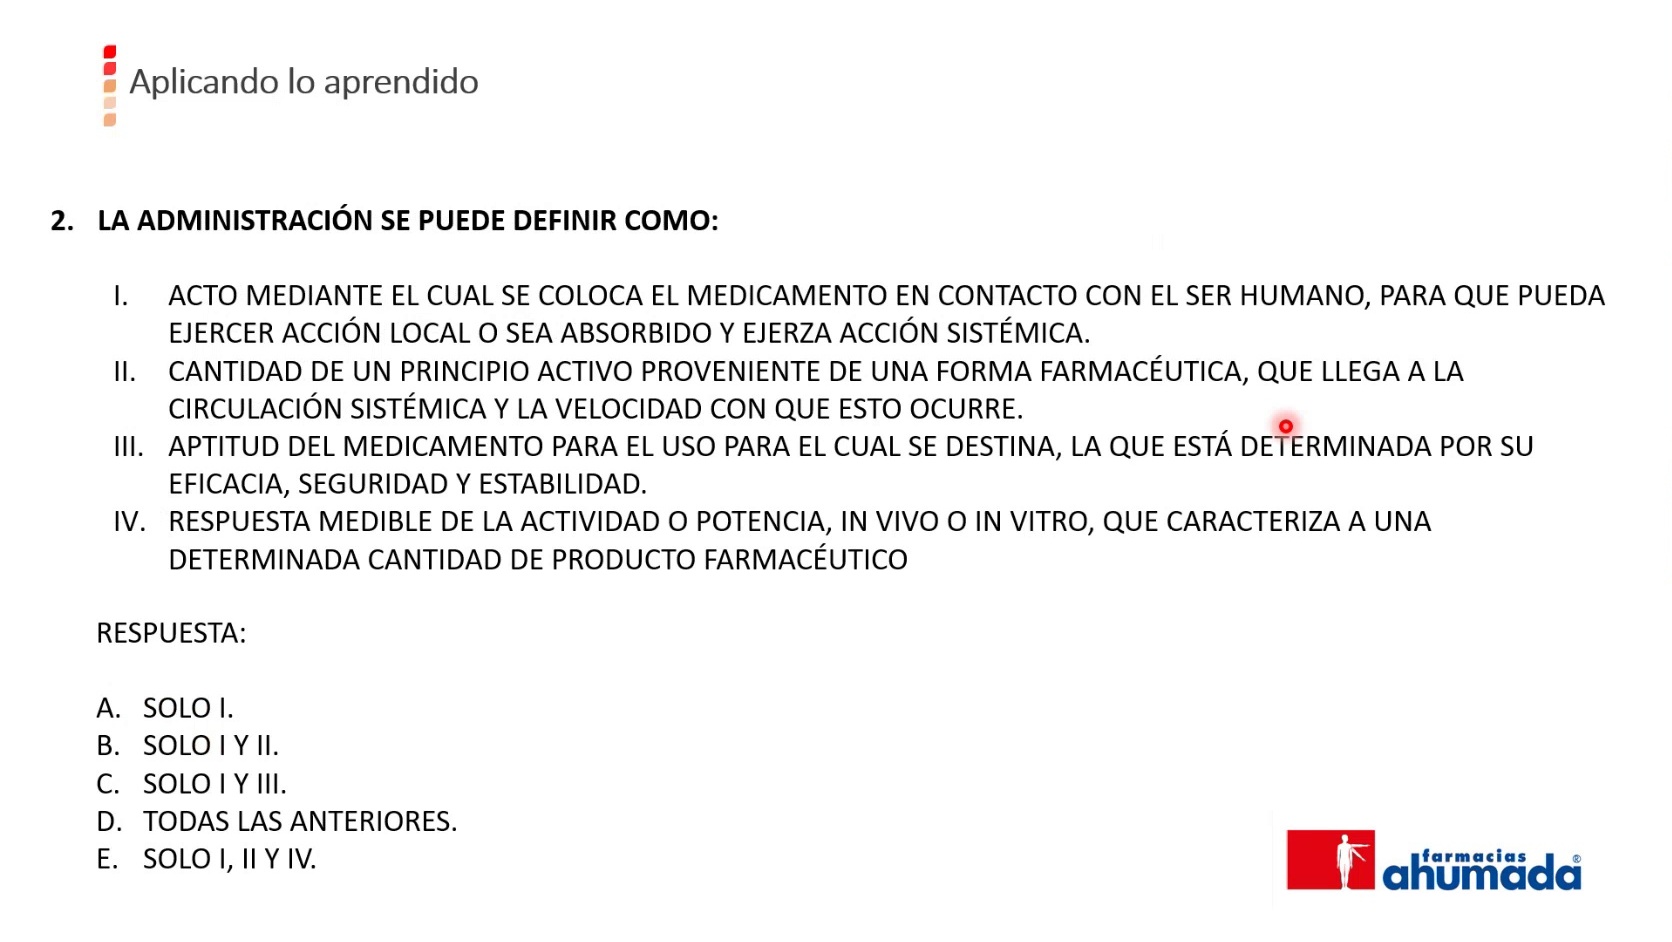 Aplicando lo aprendido
2. LA ADMINISTRACIÓN SE PUEDE DEFINIR COMO:
I. ACTO MEDIANTE EL CUAL SE COLOCA EL MEDICAMENTO EN CONTACTO CON EL SER HUMANO, PARA QUE PUEDA
EJERCER ACCIÓN LOCAL O SEA ABSORBIDO Y EJERZA ACCIÓN SISTÉMICA.
II. CANTIDAD DE UN PRINCIPIO ACTIVO PROVENIENTE DE UNA FORMA FARMACÉUTICA, QUE LLEGA A LA
CIRCULACIÓN SISTÉMICA Y LA VELOCIDAD CON QUE ESTO OCURRE.
III. APTITUD DEL MEDICAMENTO PARA EL USO PARA EL CUAL SE DESTINA, LA QUE ESTÁ DETERMINADA POR SU
EFICACIA, SEGURIDAD Y ESTABILIDAD.
IV. RESPUESTA MEDIBLE DE LA ACTIVIDAD O POTENCIA, IN VIVO O IN VITRO, QUE CARACTERIZA A UNA
DETERMINADA CANTIDAD DE PRODUCTO FARMACÉUTICO
RESPUESTA:
A. SOLO I.
B. SOLO I Y II.
C. SOLO I Y III.
D. TODAS LAS ANTERIORES.
E. SOLO I, II Y IV.
farmacias
ahumada®